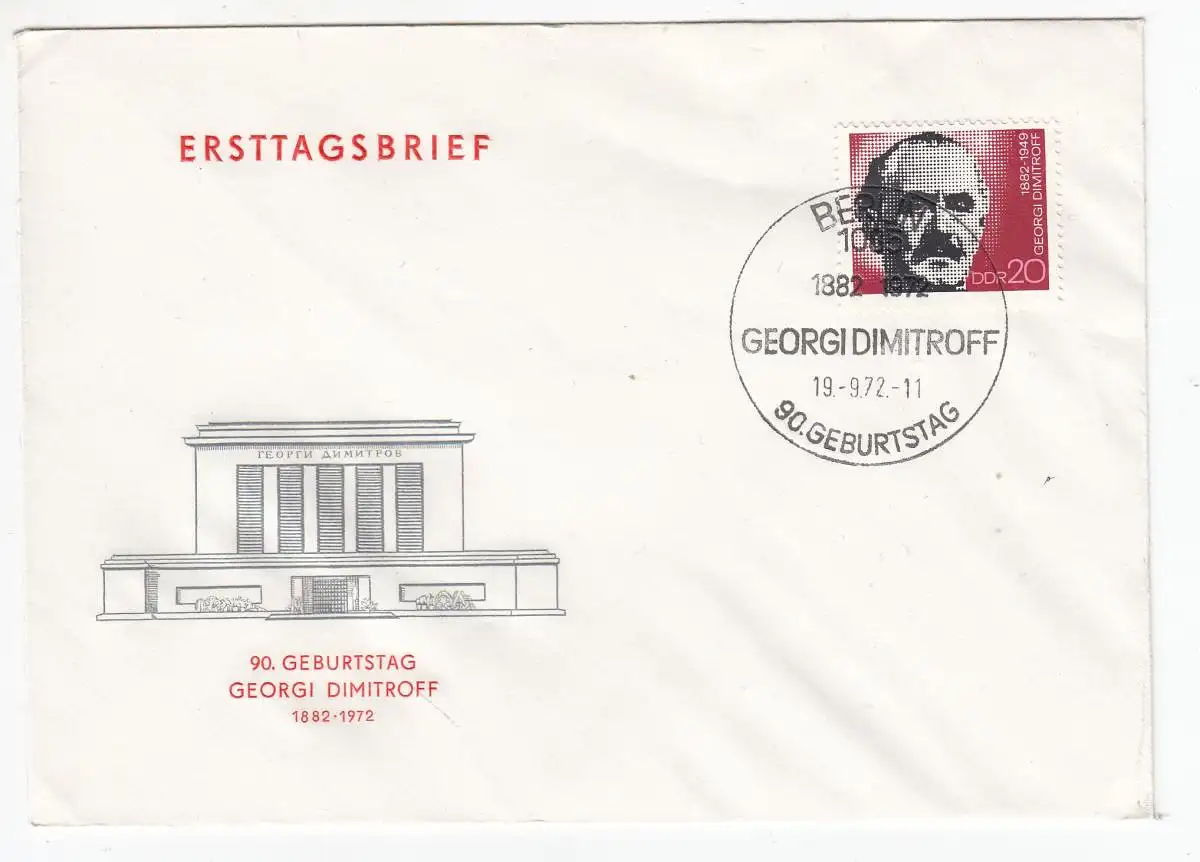 ERSTTAGSBRIEF
1882-1949
GEORGI DIMITROFF
DDR 20
BERLIN
1882-1972
GEORGI DIMITROFF
19.-9.72.-11
90. GEBURTSTAG
ГЕОРГИ ДИМИТРОВ
90. GEBURTSTAG
GEORGI DIMITROFF
1882·1972